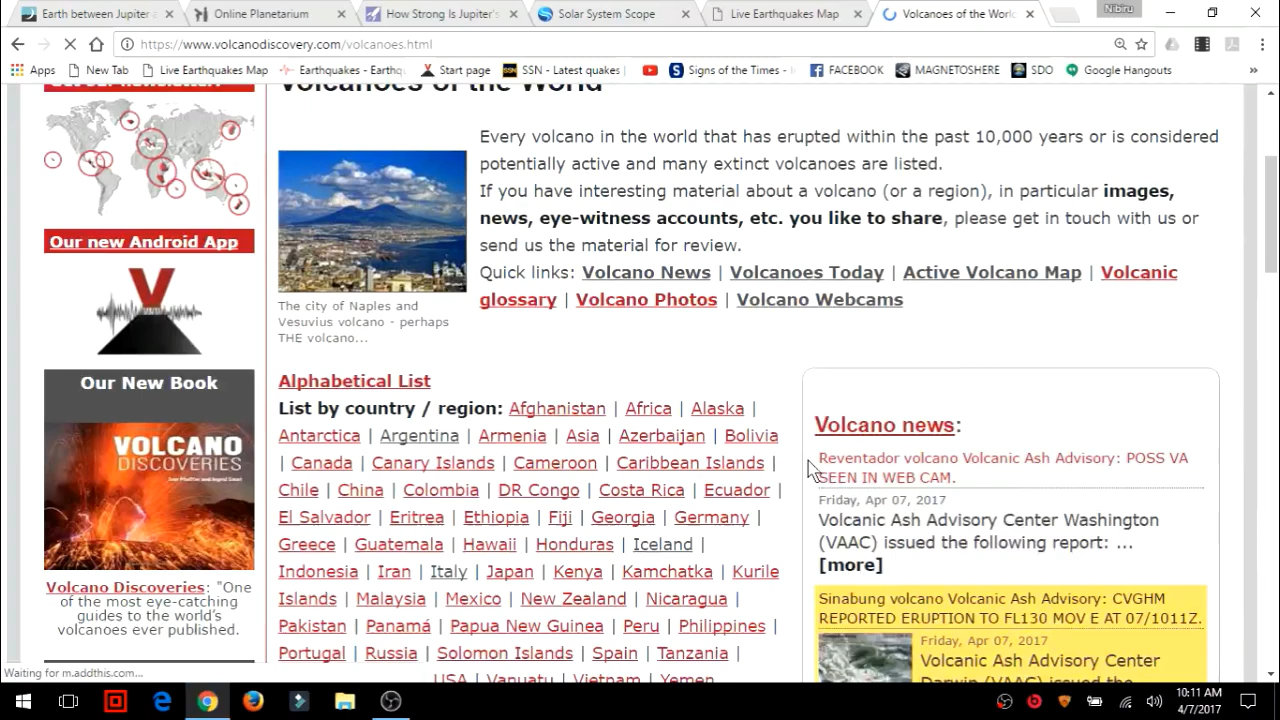 Earth between Jupiter a
Online Planetarium
How Strong Is Jupiter's
Solar System Scope
Live Earthquakes Map
Volcanoes of the World
Nibiru
https://www.volcanodiscovery.com/volcanoes.html
Apps
New Tab
Live Earthquakes Map
Earthquakes - Earthqu
Start page
SSN - Latest quakes
Signs of the Times -
FACEBOOK
MAGNETOSHERE
SDO
Google Hangouts
Volcanoes of the World
Every volcano in the world that has erupted within the past 10,000 years or is considered
potentially active and many extinct volcanoes are listed.
If you have interesting material about a volcano (or a region), in particular images,
news, eye-witness accounts, etc. you like to share, please get in touch with us or
send us the material for review.
Quick links: Volcano News | Volcanoes Today | Active Volcano Map | Volcanic
glossary | Volcano Photos | Volcano Webcams
The city of Naples and
Vesuvius volcano - perhaps
THE volcano...
Our new Android App
Our New Book
VOLCANO
DISCOVERIES
Volcano Discoveries: "One
of the most eye-catching
guides to the world's
volcanoes ever published.
Alphabetical List
List by country / region: Afghanistan | Africa | Alaska |
Antarctica | Argentina | Armenia | Asia | Azerbaijan | Bolivia
| Canada | Canary Islands | Cameroon | Caribbean Islands |
Chile | China | Colombia | DR Congo | Costa Rica | Ecuador |
El Salvador | Eritrea | Ethiopia | Fiji | Georgia | Germany |
Greece | Guatemala | Hawaii | Honduras | Iceland |
Indonesia | Iran | Italy | Japan | Kenya | Kamchatka | Kurile
Islands | Malaysia | Mexico | New Zealand | Nicaragua |
Pakistan | Panamá | Papua New Guinea | Peru | Philippines |
Portugal | Russia | Solomon Islands | Spain | Tanzania |
USA | Vanuatu | Vietnam | Yemen
Volcano news:
Reventador volcano Volcanic Ash Advisory: POSS VA
SEEN IN WEB CAM.
Friday, Apr 07, 2017
Volcanic Ash Advisory Center Washington
(VAAC) issued the following report: ...
[more]
Sinabung volcano Volcanic Ash Advisory: CVGHM
REPORTED ERUPTION TO FL130 MOV E AT 07/1011Z.
Friday, Apr 07, 2017
Volcanic Ash Advisory Center
Darwin (VAAC) issued the
Waiting for m.addthis.com...
10:11 AM
4/7/2017